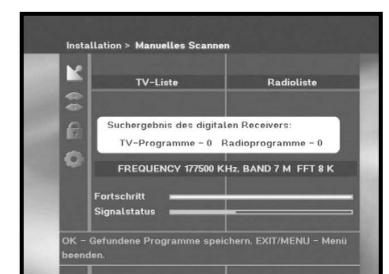 Installation > Manuelles Scannen
TV-Liste Radioliste
Suchergebnis des digitalen Receivers:
TV-Programme - 0 Radioprogramme - 0
FREQUENCY 177500 KHz, BAND 7 M FFT 8 K
Fortschritt
Signalstatus
OK - Gefundene Programme speichern. EXIT/MENU - Menü
beenden.